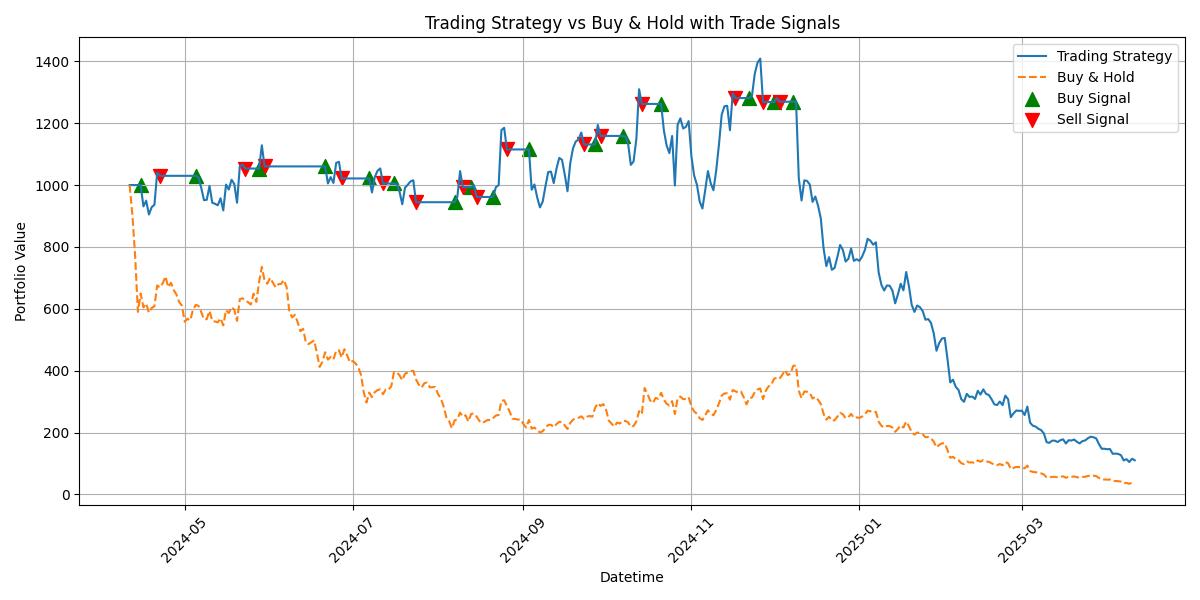 Trading Strategy vs Buy & Hold with Trade Signals
Portfolio Value
1400
1200
1000
800
600
400
200
0
Trading Strategy
Buy & Hold
Buy Signal
Sell Signal
2024-05
2024-07
2024-09
2024-11
2025-01
2025-03
Datetime